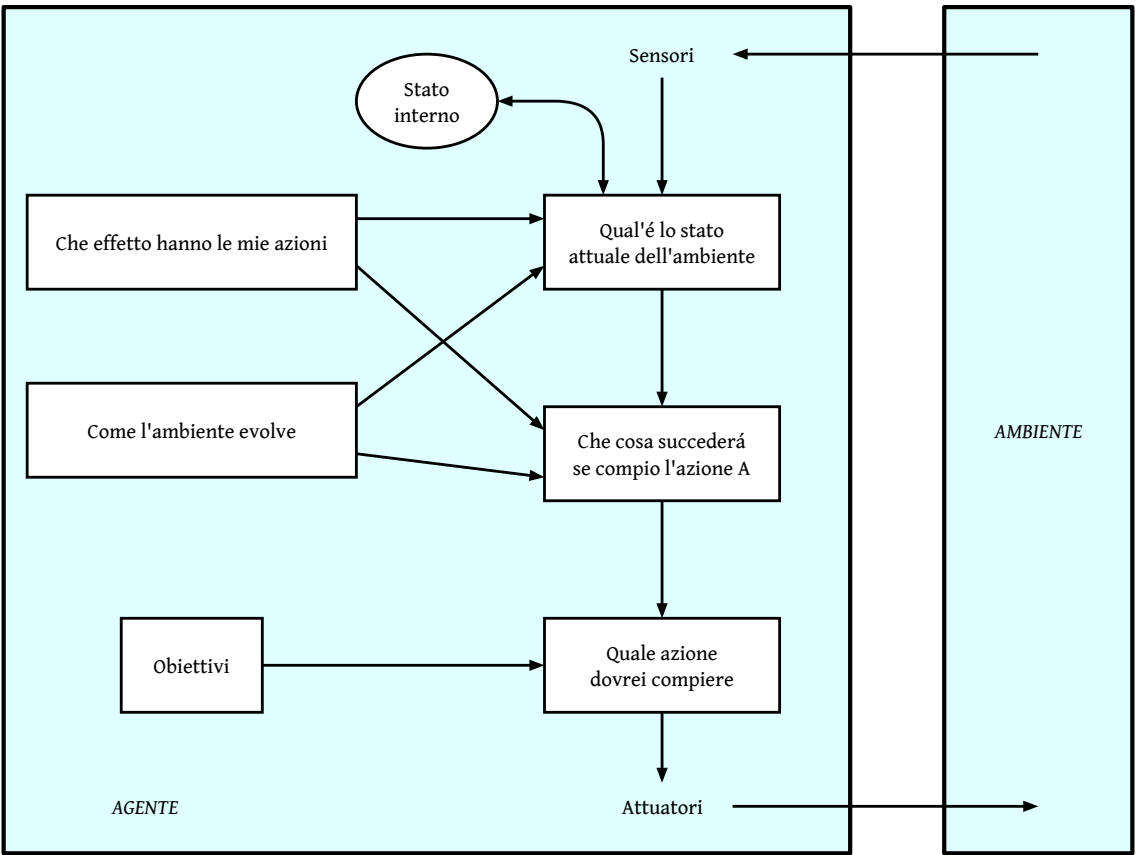 Sensori
Stato
interno
Che effetto hanno le mie azioni
Qual'é lo stato
attuale dell'ambiente
Come l'ambiente evolve
Che cosa succederá
se compio l'azione A
AMBIENTE
Obiettivi
Quale azione
dovrei compiere
AGENTE
Attuatori